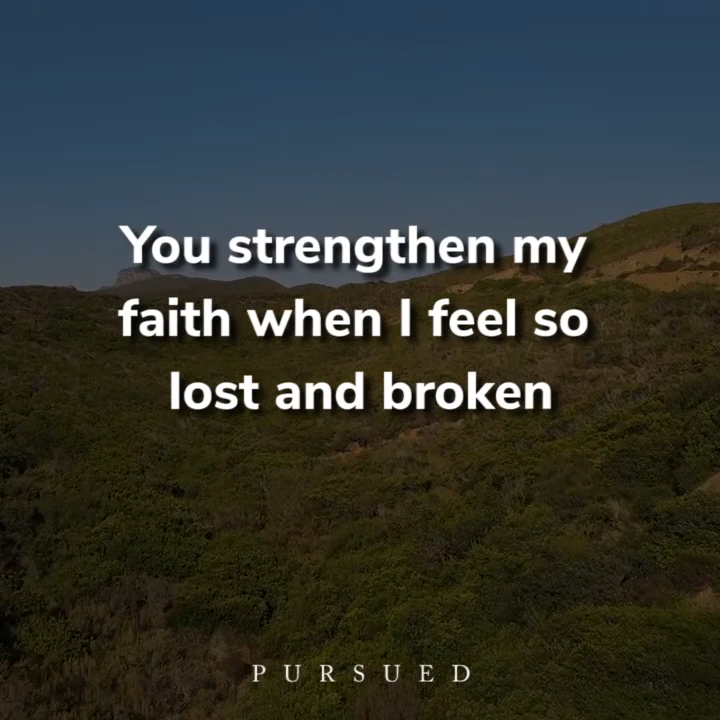 You strengthen my
faith when I feel so
lost and broken
PURSUED